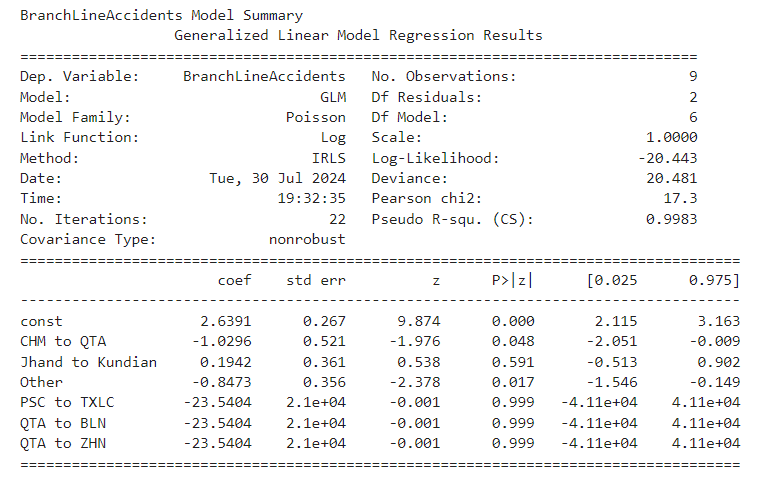 BranchLineAccidents Model Summary
Generalized Linear Model Regression Results
==============================================================================
Dep. Variable: BranchLineAccidents No. Observations: 9
Model: GLM Df Residuals: 2
Model Family: Poisson Df Model: 6
Link Function: Log Scale: 1.0000
Method: IRLS Log-Likelihood: -20.443
Date: Tue, 30 Jul 2024 Deviance: 20.481
Time: 19:32:35 Pearson chi2: 17.3
No. Iterations: 22 Pseudo R-squ. (CS): 0.9983
Covariance Type: nonrobust
===================================================================================
coef std err z P>|z| [0.025 0.975]
-----------------------------------------------------------------------------------
const 2.6391 0.267 9.874 0.000 2.115 3.163
CHM to QTA -1.0296 0.521 -1.976 0.048 -2.051 -0.009
Jhand to Kundian 0.1942 0.361 0.538 0.591 -0.513 0.902
Other -0.8473 0.356 -2.378 0.017 -1.546 -0.149
PSC to TXLC -23.5404 2.1e+04 -0.001 0.999 -4.11e+04 4.11e+04
QTA to BLN -23.5404 2.1e+04 -0.001 0.999 -4.11e+04 4.11e+04
QTA to ZHN -23.5404 2.1e+04 -0.001 0.999 -4.11e+04 4.11e+04
===================================================================================